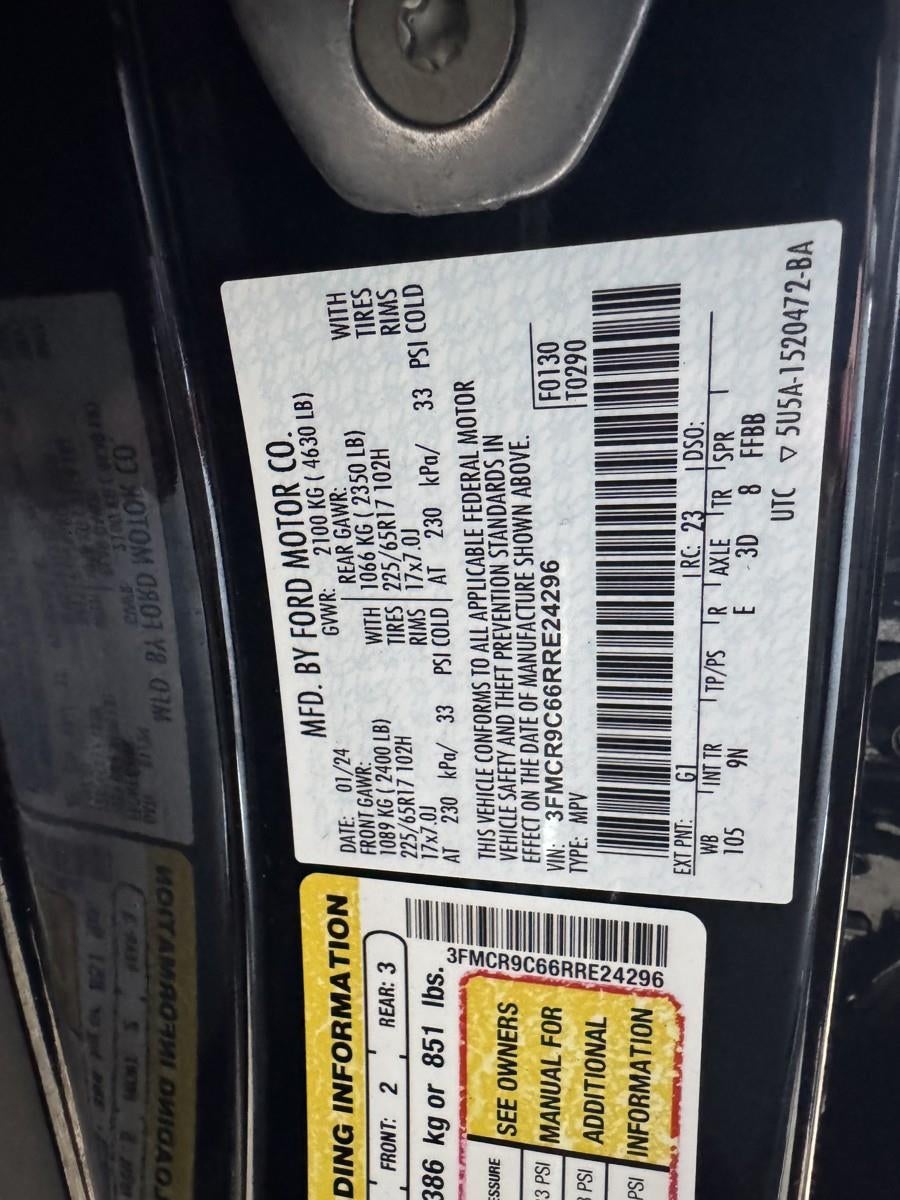 MFD. BY FORD MOTOR CO.
DATE: 01/24 GVWR: 2100 KG ( 4630 LB)
FRONT GAWR: REAR GAWR: WITH
1089 KG ( 2400 LB) WITH 1066 KG ( 2350 LB) TIRES
225/65R17 102H TIRES 225/65R17 102H RIMS
17x7.0J RIMS 17x7.0J
AT 230 kPa/ 33 PSI COLD AT 230 kPa/ 33 PSI COLD
THIS VEHICLE CONFORMS TO ALL APPLICABLE FEDERAL MOTOR
VEHICLE SAFETY AND THEFT PREVENTION STANDARDS IN
EFFECT ON THE DATE OF MANUFACTURE SHOWN ABOVE.
VIN: 3FMCR9C66RRE24296 F0130
TYPE: MPV T0290
EXT PNT: G1 RC: 23 DSO:
WB INT TR TP/PS R AXLE TR SPR
105 9N E 3D 8 FFBB
UTC ▽ 5U5A-1520472-BA
DING INFORMATION
FRONT: 2 REAR: 3
386 kg or 851 lbs.
3FMCR9C66RRE24296
SEE OWNERS
MANUAL FOR
ADDITIONAL
INFORMATION
SSURE
3 PSI
PSI
PSI